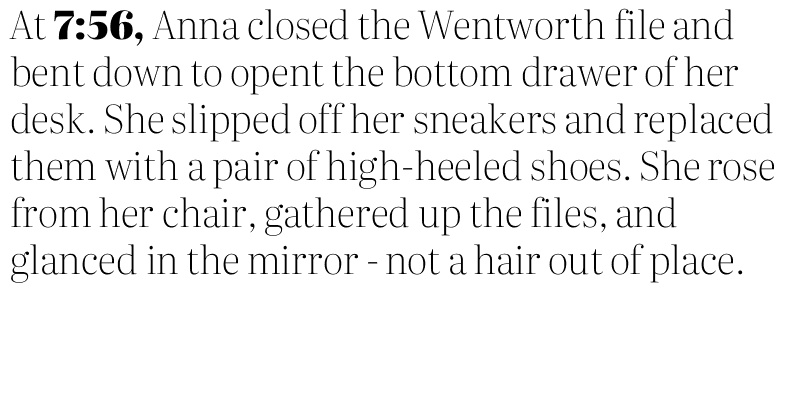 At 7:56, Anna closed the Wentworth file and
bent down to opent the bottom drawer of her
desk. She slipped off her sneakers and replaced
them with a pair of high-heeled shoes. She rose
from her chair, gathered up the files, and
glanced in the mirror - not a hair out of place.